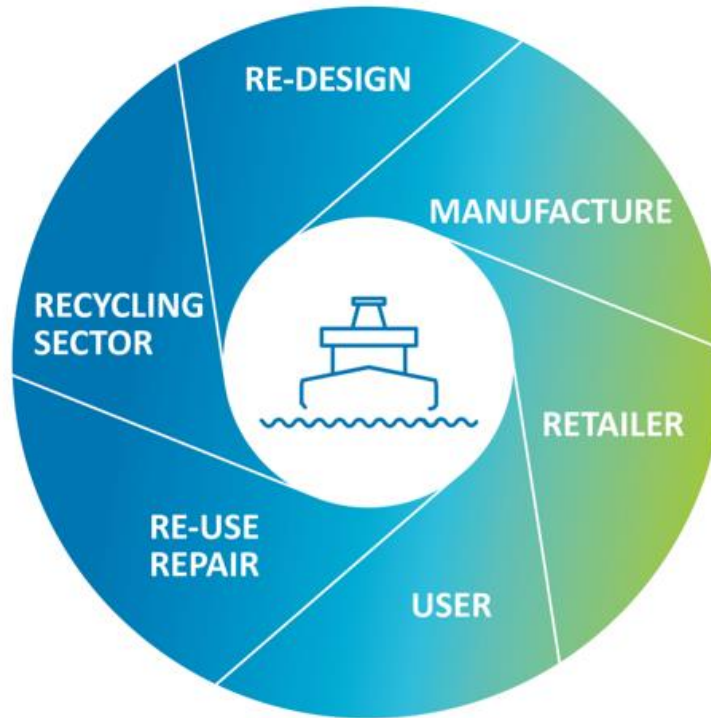 RE-DESIGN
MANUFACTURE
RETAILER
USER
RE-USE
REPAIR
RECYCLING
SECTOR